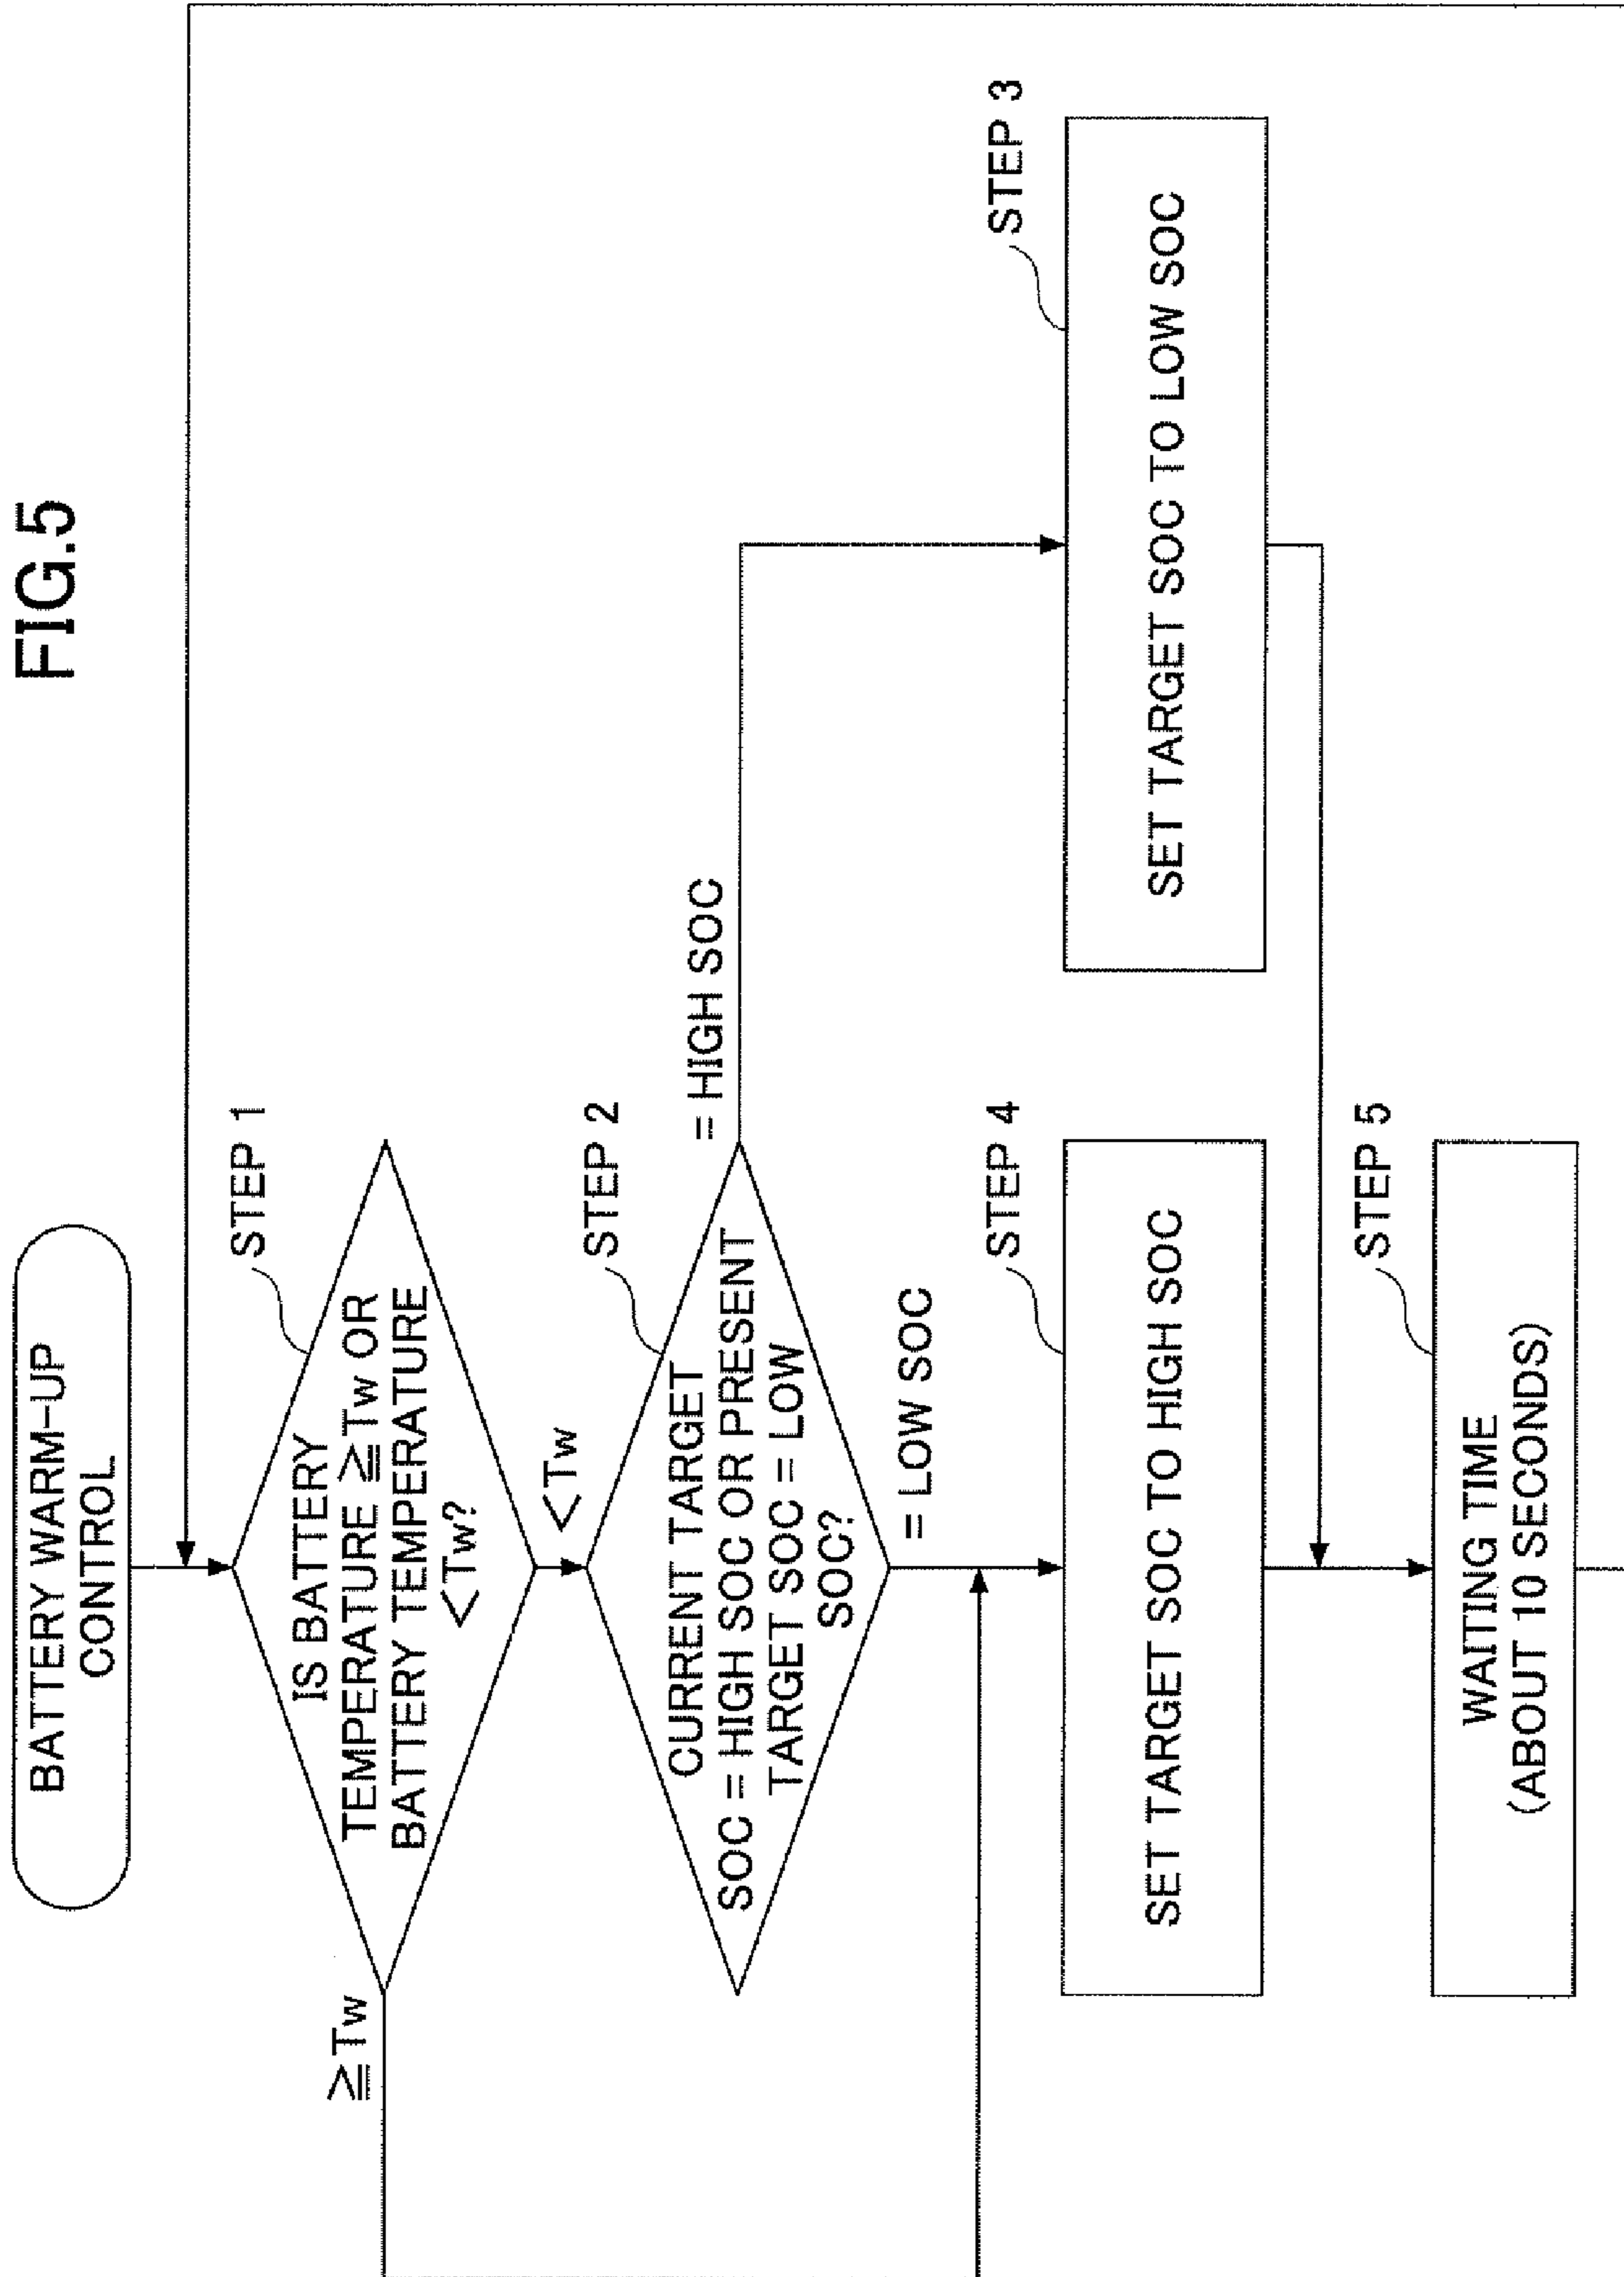 FIG.5
BATTERY WARM-UP
CONTROL
STEP 1
IS BATTERY
TEMPERATURE ≧Tw OR
BATTERY TEMPERATURE
<Tw?
≧Tw
<Tw
STEP 2
CURRENT TARGET
SOC = HIGH SOC OR PRESENT
TARGET SOC = LOW
SOC?
= HIGH SOC
= LOW SOC
STEP 4
SET TARGET SOC TO HIGH SOC
STEP 3
SET TARGET SOC TO LOW SOC
STEP 5
WAITING TIME
(ABOUT 10 SECONDS)